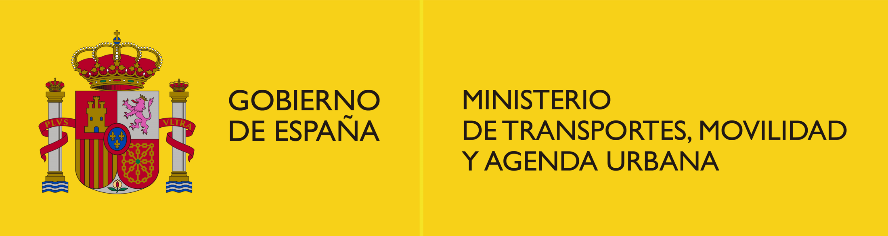 PLVS VLTRA
GOBIERNO
DE ESPAÑA
MINISTERIO
DE TRANSPORTES, MOVILIDAD
Y AGENDA URBANA